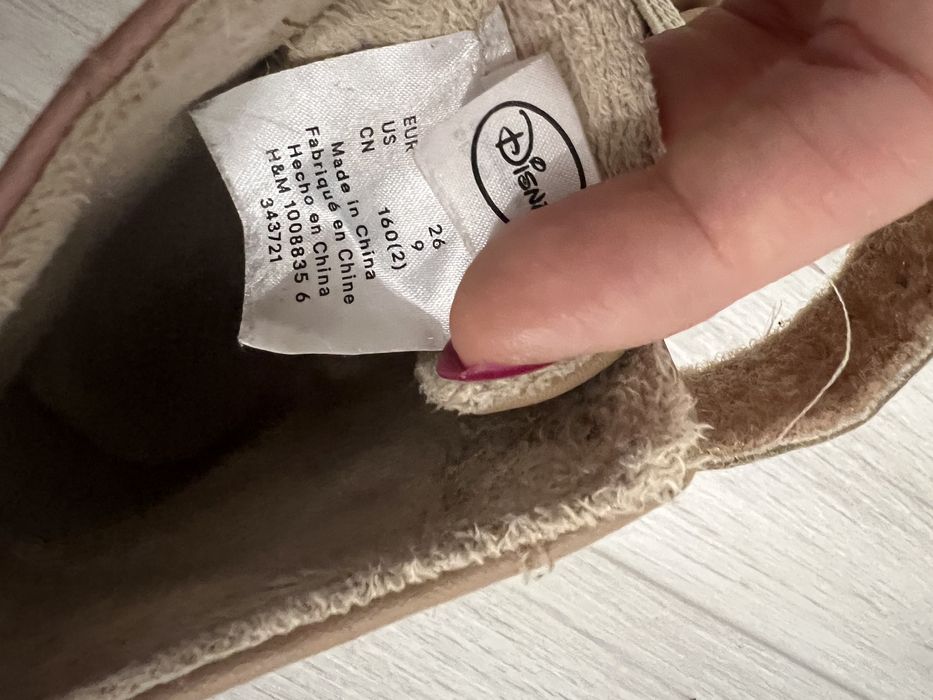 EUR 26
US 9
CN 160(2)
Made in China
Fabriqué en Chine
Hecho en China
H&M 1008835 6
343721